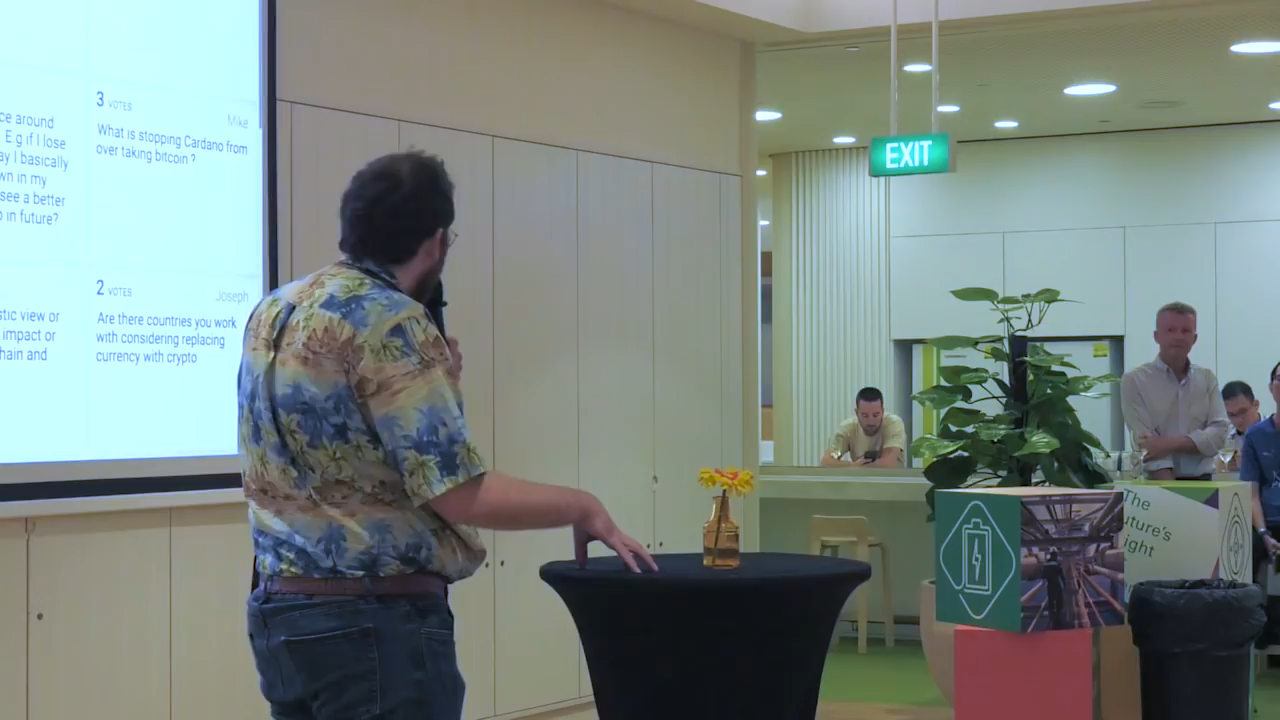 ce around
E g if I lose
ay I basically
wn in my
see a better
o in future?
3 VOTES
Mike
What is stopping Cardano from
over taking bitcoin ?
stic view or
impact or
hain and
2 VOTES
Joseph
Are there countries you work
with considering replacing
currency with crypto
EXIT
The
uture's
ight